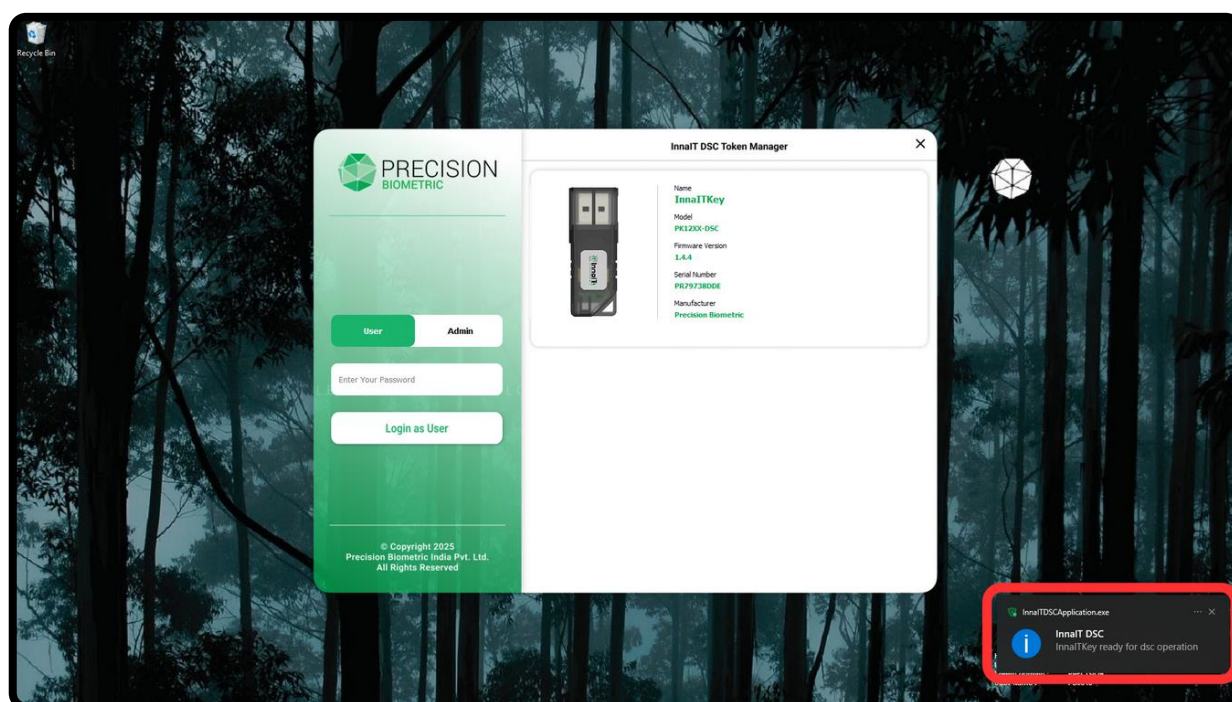 Recycle Bin
PRECISION
BIOMETRIC
User
Admin
Enter Your Password
Login as User
© Copyright 2025
Precision Biometric India Pvt. Ltd.
All Rights Reserved
InnaIT DSC Token Manager
InnaIT
Name
InnaITKey
Model
PK12XX-DSC
Firmware Version
1.4.4
Serial Number
PR79738DDE
Manufacturer
Precision Biometric
InnaITDSCApplication.exe
InnaIT DSC
InnaITKey ready for dsc operation